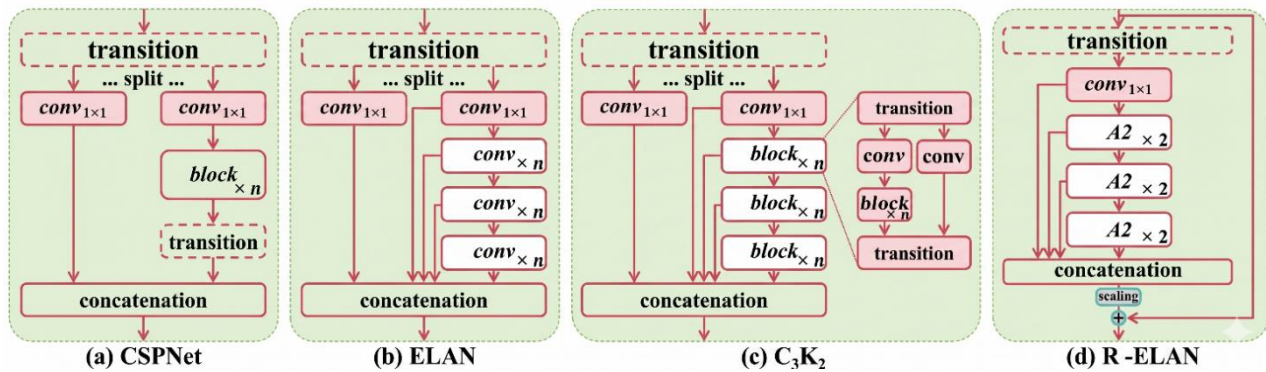 transition
... split ...
conv1×1
conv1×1
block× n
transition
concatenation
(a) CSPNet
transition
... split ...
conv1×1
conv1×1
conv× n
conv× n
conv× n
concatenation
(b) ELAN
transition
... split ...
conv1×1
conv1×1
block× n
block× n
block× n
concatenation
transition
conv
conv
block× n
transition
(c) C3K2
transition
conv1×1
A2× 2
A2× 2
A2× 2
concatenation
scaling
+
(d) R -ELAN